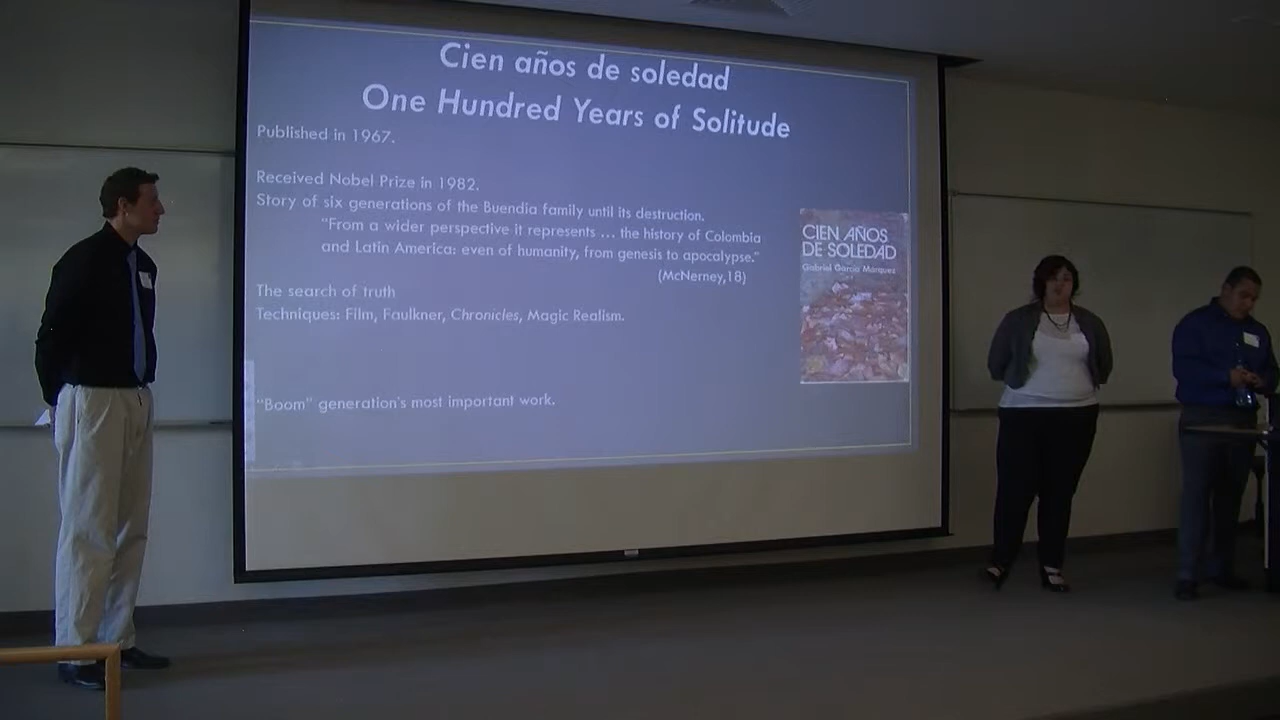 Cien años de soledad
One Hundred Years of Solitude
Published in 1967.
Received Nobel Prize in 1982.
Story of six generations of the Buendia family until its destruction.
"From a wider perspective it represents ... the history of Colombia
and Latin America: even of humanity, from genesis to apocalypse."
(McNerney,18)
The search of truth
Techniques: Film, Faulkner, Chronicles, Magic Realism.
"Boom" generation's most important work.
CIEN AÑOS
DE SOLEDAD
Gabriel García Márquez